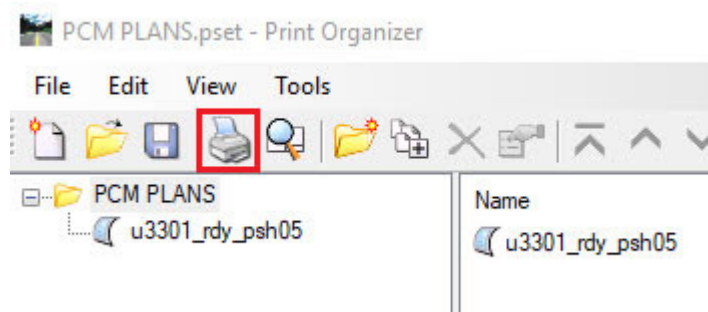 PCM PLANS.pset - Print Organizer
File Edit View Tools
PCM PLANS
u3301_rdy_psh05
Name
u3301_rdy_psh05